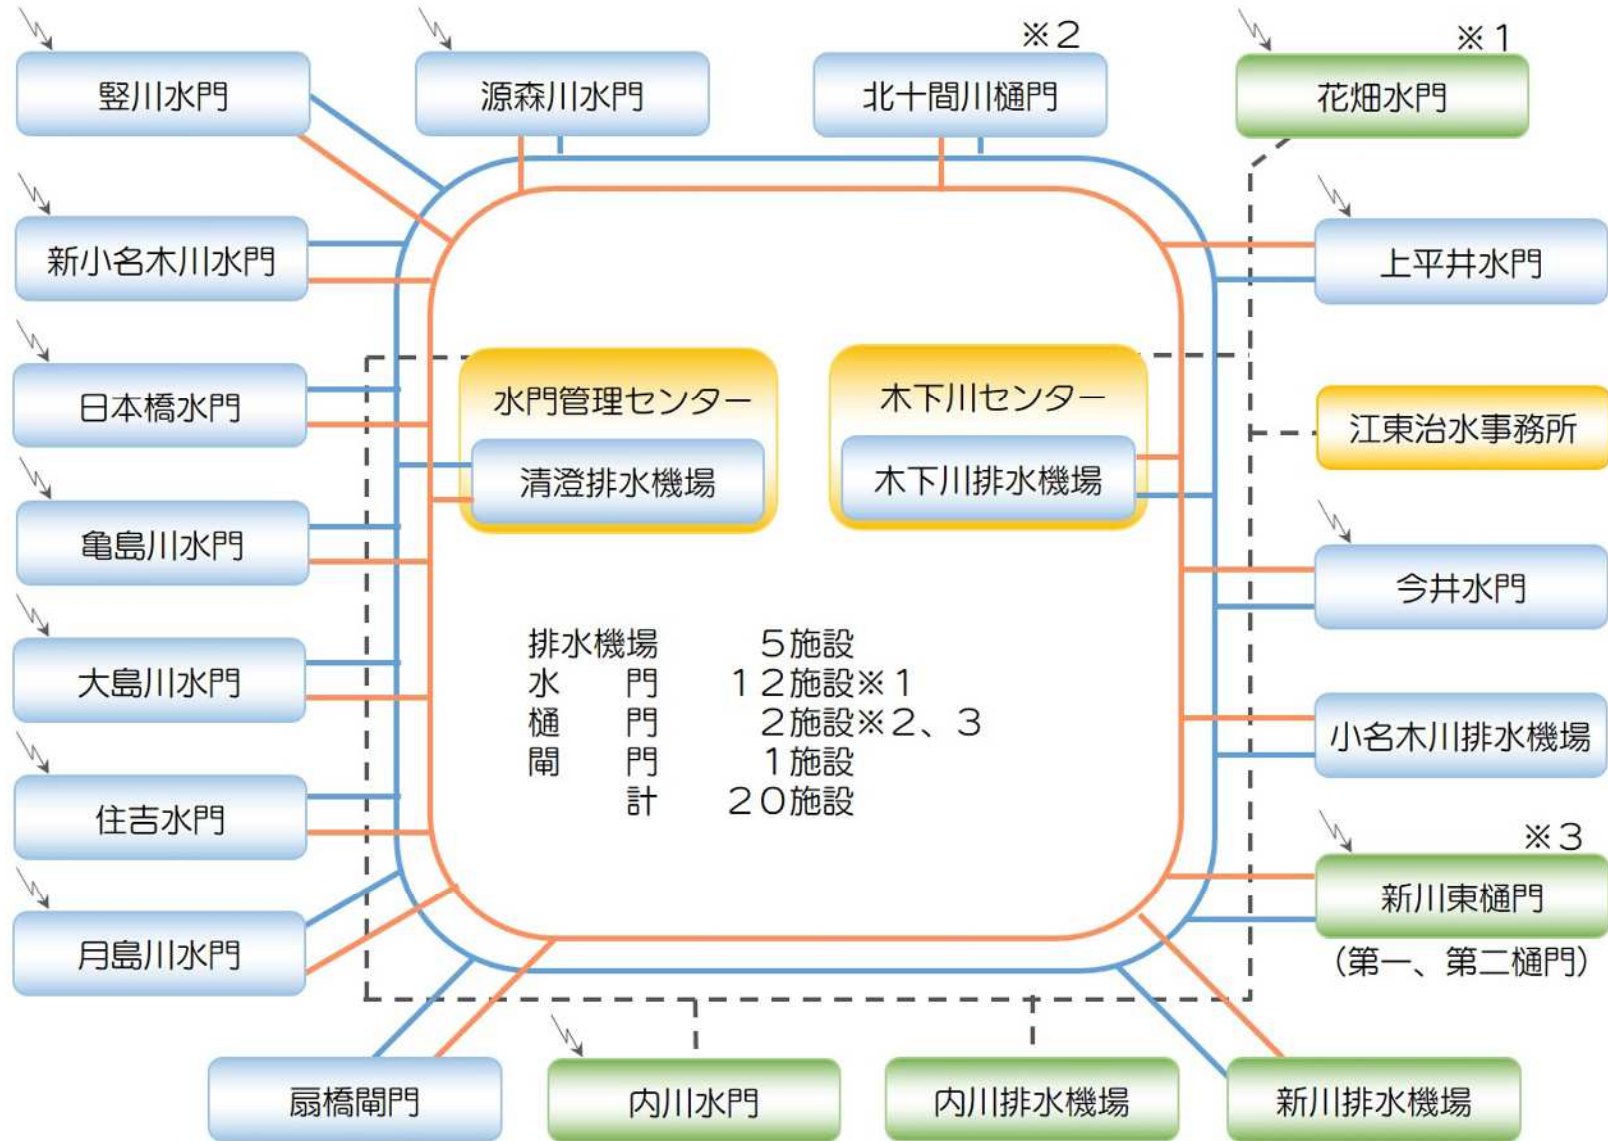 ※2
※1
竪川水門
源森川水門
北十間川樋門
花畑水門
新小名木川水門
上平井水門
日本橋水門
水門管理センター
木下川センター
江東治水事務所
清澄排水機場
木下川排水機場
亀島川水門
今井水門
排水機場 5施設
水 門 12施設※1
樋 門 2施設※2、3
閘 門 1施設
計 20施設
大島川水門
小名木川排水機場
住吉水門
※3
新川東樋門
(第一、第二樋門)
月島川水門
扇橋閘門
内川水門
内川排水機場
新川排水機場